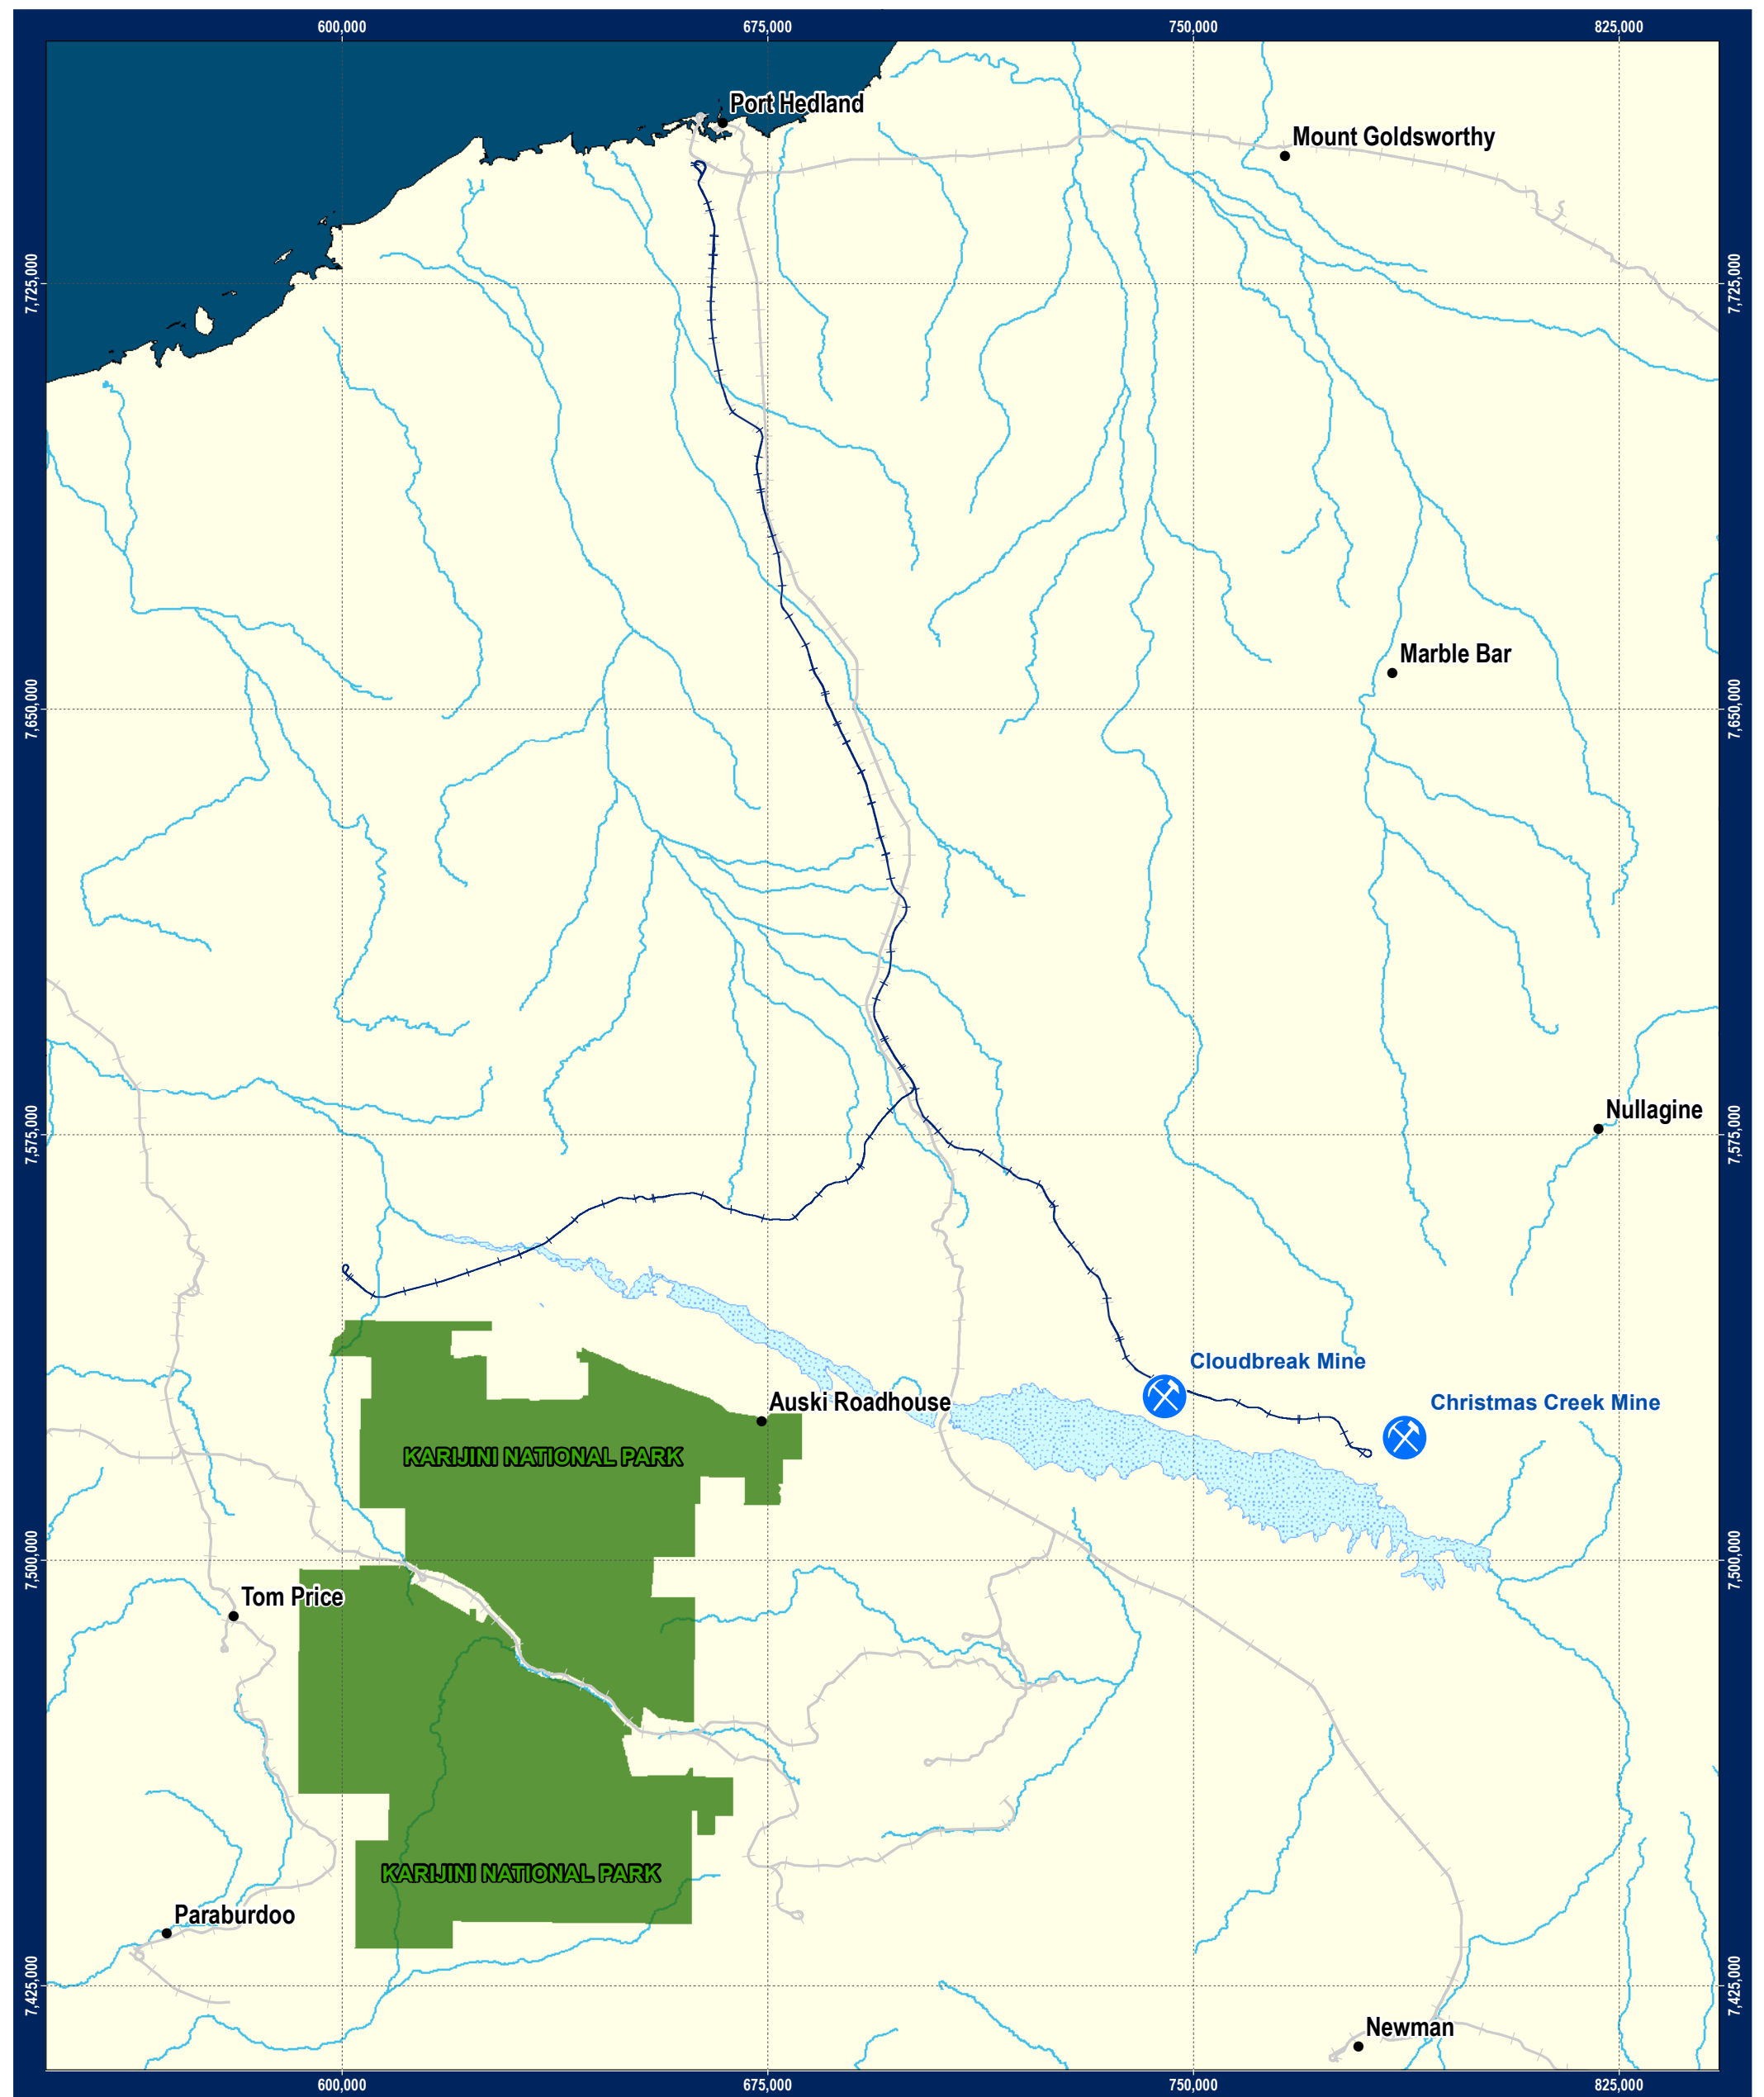 600,000
675,000
750,000
825,000
Port Hedland
Mount Goldsworthy
7,725,000
7,725,000
Marble Bar
7,650,000
7,650,000
Nullagine
7,575,000
7,575,000
Cloudbreak Mine
Christmas Creek Mine
Auski Roadhouse
KARIJINI NATIONAL PARK
7,500,000
7,500,000
Tom Price
KARIJINI NATIONAL PARK
Paraburdoo
7,425,000
7,425,000
Newman
600,000
675,000
750,000
825,000